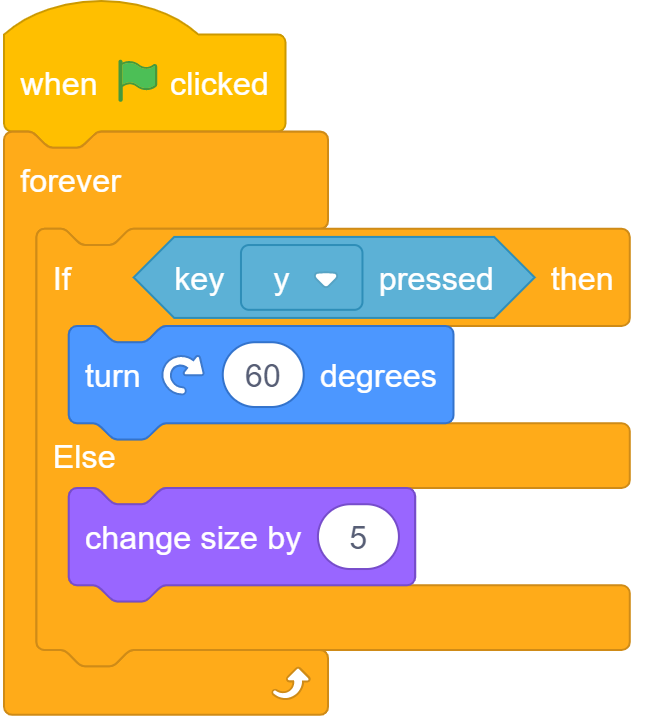 when clicked
forever
If key y pressed then
turn 60 degrees
Else
change size by 5